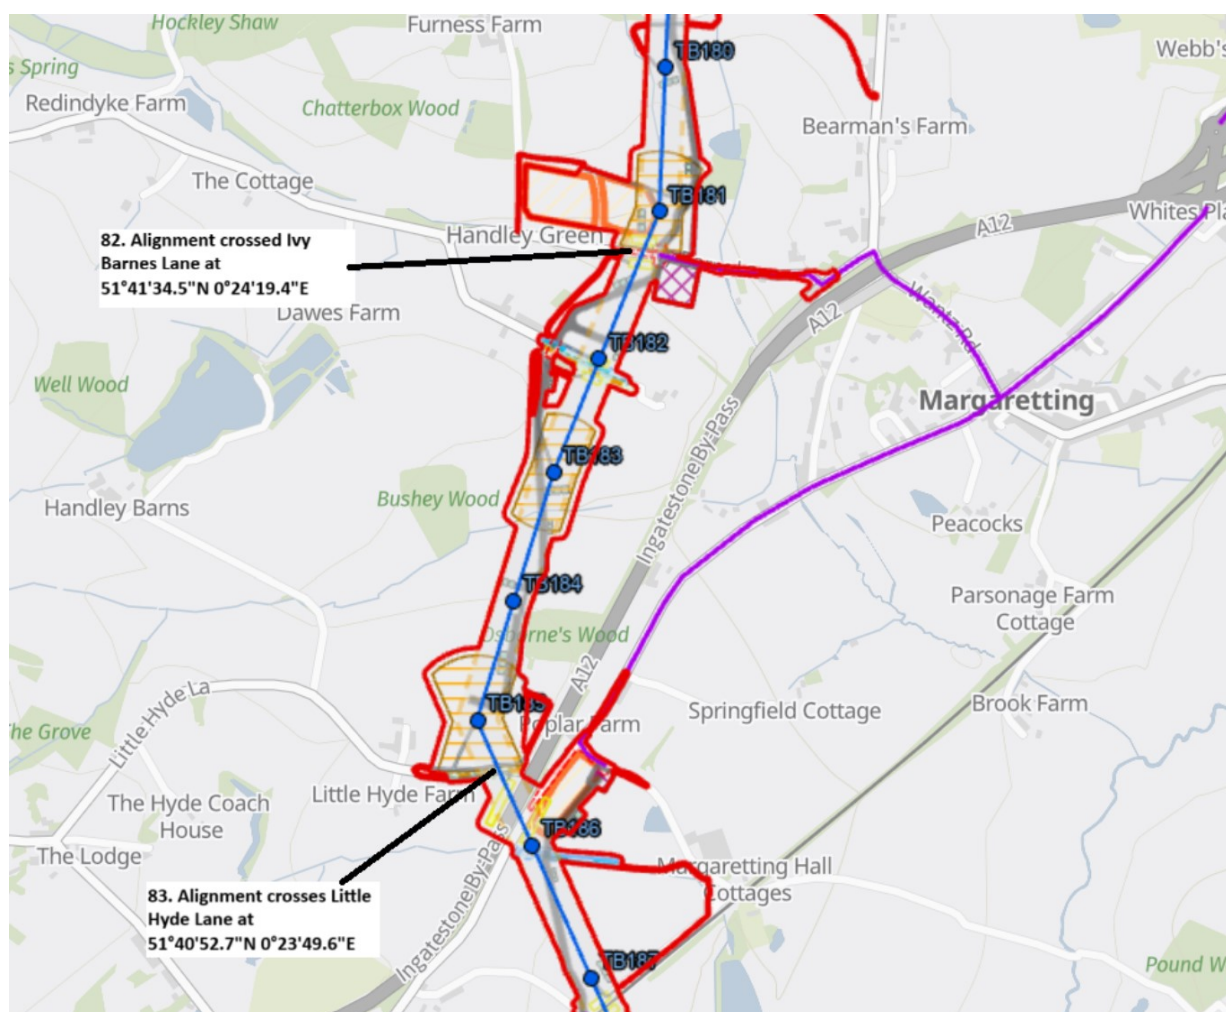 Hockley Shaw
Furness Farm
TB180
Webb's
s Spring
Redindyke Farm
Chatterbox Wood
Bearman's Farm
The Cottage
TB181
Whites Pla
A12
82. Alignment crossed Ivy
Barnes Lane at
51°41'34.5"N 0°24'19.4"E
Handley Green
Dawes Farm
A12
Wantz Rd
TB182
Well Wood
Margaretting
Ingatestone By-Pass
TB183
Bushey Wood
Handley Barns
Peacocks
TB184
Parsonage Farm
Cottage
Osborne's Wood
A12
Little Hyde La
TB185
Poplar Farm
Springfield Cottage
Brook Farm
he Grove
Little Hyde Farm
The Hyde Coach
House
TB186
The Lodge
Margaretting Hall
Cottages
Ingatestone By-Pass
83. Alignment crosses Little
Hyde Lane at
51°40'52.7"N 0°23'49.6"E
TB187
Pound W